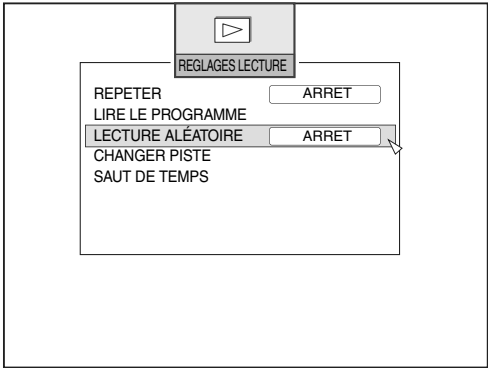 REGLAGES LECTURE
REPETER ARRET
LIRE LE PROGRAMME
LECTURE ALÉATOIRE ARRET
CHANGER PISTE
SAUT DE TEMPS